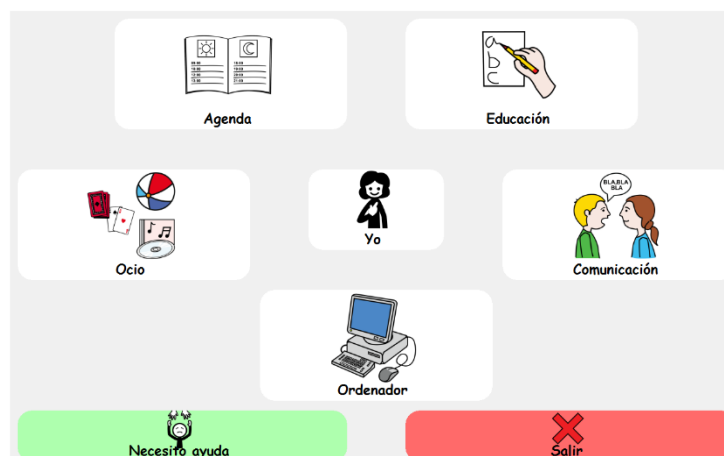 Agenda
Educación
BLA,BLA
BLA
Ocio
Yo
Comunicación
Ordenador
Necesito ayuda
Salir